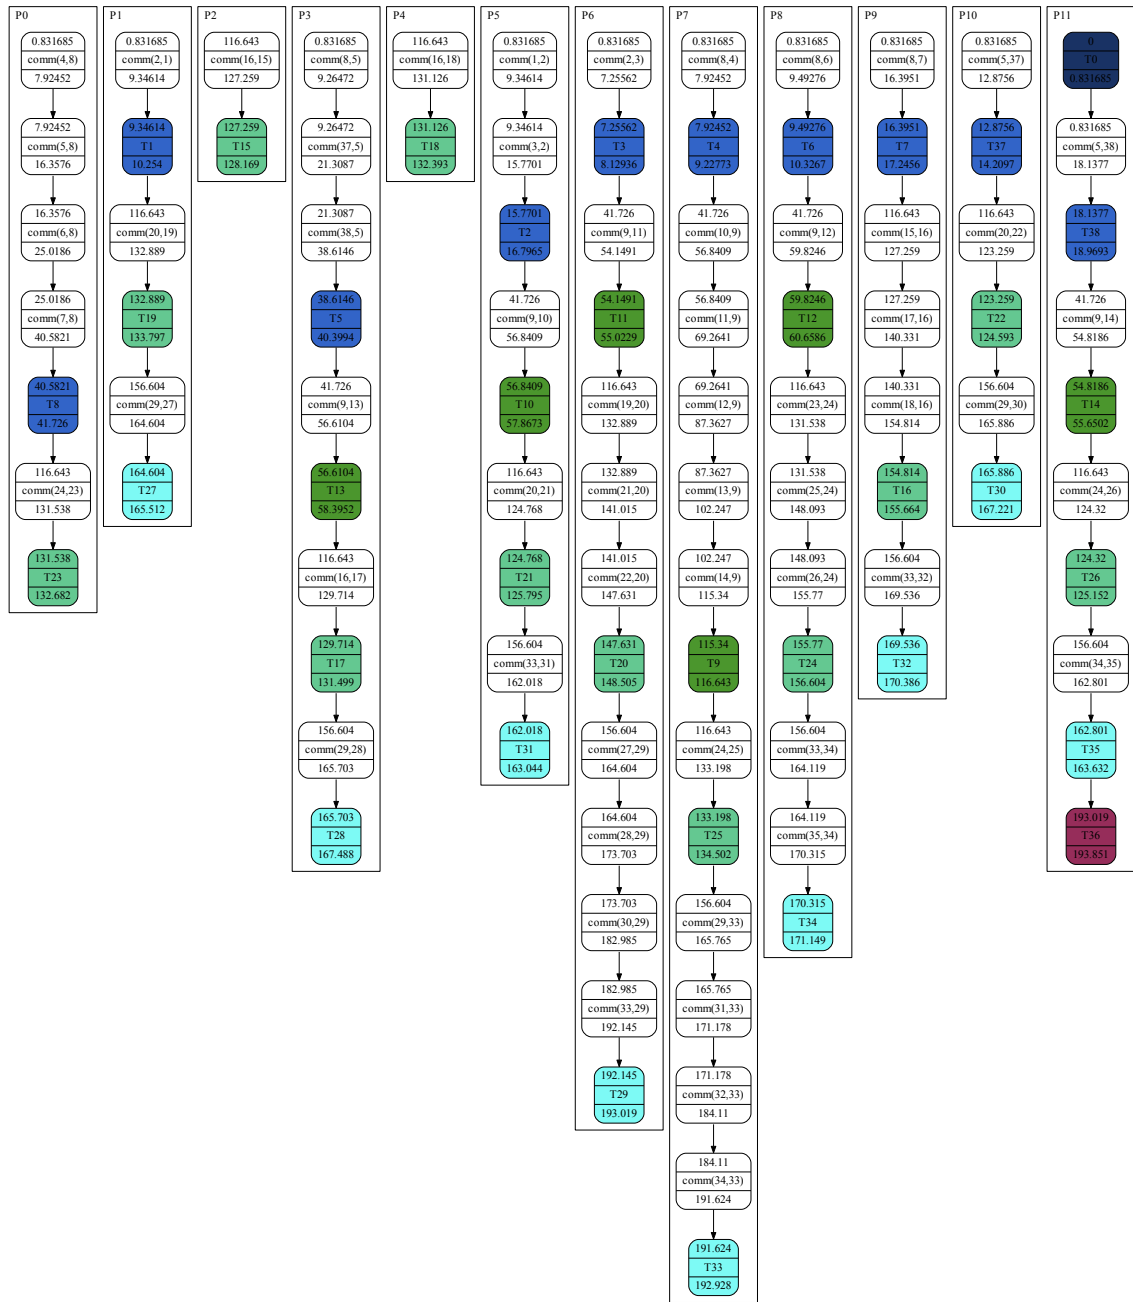 P0
0.831685
comm(4,8)
7.92452
7.92452
comm(5,8)
16.3576
16.3576
comm(6,8)
25.0186
25.0186
comm(7,8)
40.5821
40.5821
T8
41.726
116.643
comm(24,23)
131.538
131.538
T23
132.682
P1
0.831685
comm(2,1)
9.34614
9.34614
T1
10.254
116.643
comm(20,19)
132.889
132.889
T19
133.797
156.604
comm(29,27)
164.604
164.604
T27
165.512
P2
116.643
comm(16,15)
127.259
127.259
T15
128.169
P3
0.831685
comm(8,5)
9.26472
9.26472
comm(37,5)
21.3087
21.3087
comm(38,5)
38.6146
38.6146
T5
40.3994
41.726
comm(9,13)
56.6104
56.6104
T13
58.3952
116.643
comm(16,17)
129.714
129.714
T17
131.499
156.604
comm(29,28)
165.703
165.703
T28
167.488
P4
116.643
comm(16,18)
131.126
131.126
T18
132.393
P5
0.831685
comm(1,2)
9.34614
9.34614
comm(3,2)
15.7701
15.7701
T2
16.7965
41.726
comm(9,10)
56.8409
56.8409
T10
57.8673
116.643
comm(20,21)
124.768
124.768
T21
125.795
156.604
comm(33,31)
162.018
162.018
T31
163.044
P6
0.831685
comm(2,3)
7.25562
7.25562
T3
8.12936
41.726
comm(9,11)
54.1491
54.1491
T11
55.0229
116.643
comm(19,20)
132.889
132.889
comm(21,20)
141.015
141.015
comm(22,20)
147.631
147.631
T20
148.505
156.604
comm(27,29)
164.604
164.604
comm(28,29)
173.703
173.703
comm(30,29)
182.985
182.985
comm(33,29)
192.145
192.145
T29
193.019
P7
0.831685
comm(8,4)
7.92452
7.92452
T4
9.22773
41.726
comm(10,9)
56.8409
56.8409
comm(11,9)
69.2641
69.2641
comm(12,9)
87.3627
87.3627
comm(13,9)
102.247
102.247
comm(14,9)
115.34
115.34
T9
116.643
116.643
comm(24,25)
133.198
133.198
T25
134.502
156.604
comm(29,33)
165.765
165.765
comm(31,33)
171.178
171.178
comm(32,33)
184.11
184.11
comm(34,33)
191.624
191.624
T33
192.928
P8
0.831685
comm(8,6)
9.49276
9.49276
T6
10.3267
41.726
comm(9,12)
59.8246
59.8246
T12
60.6586
116.643
comm(23,24)
131.538
131.538
comm(25,24)
148.093
148.093
comm(26,24)
155.77
155.77
T24
156.604
156.604
comm(33,34)
164.119
164.119
comm(35,34)
170.315
170.315
T34
171.149
P9
0.831685
comm(8,7)
16.3951
16.3951
T7
17.2456
116.643
comm(15,16)
127.259
127.259
comm(17,16)
140.331
140.331
comm(18,16)
154.814
154.814
T16
155.664
156.604
comm(33,32)
169.536
169.536
T32
170.386
P10
0.831685
comm(5,37)
12.8756
12.8756
T37
14.2097
116.643
comm(20,22)
123.259
123.259
T22
124.593
156.604
comm(29,30)
165.886
165.886
T30
167.221
P11
0
T0
0.831685
0.831685
comm(5,38)
18.1377
18.1377
T38
18.9693
41.726
comm(9,14)
54.8186
54.8186
T14
55.6502
116.643
comm(24,26)
124.32
124.32
T26
125.152
156.604
comm(34,35)
162.801
162.801
T35
163.632
193.019
T36
193.851